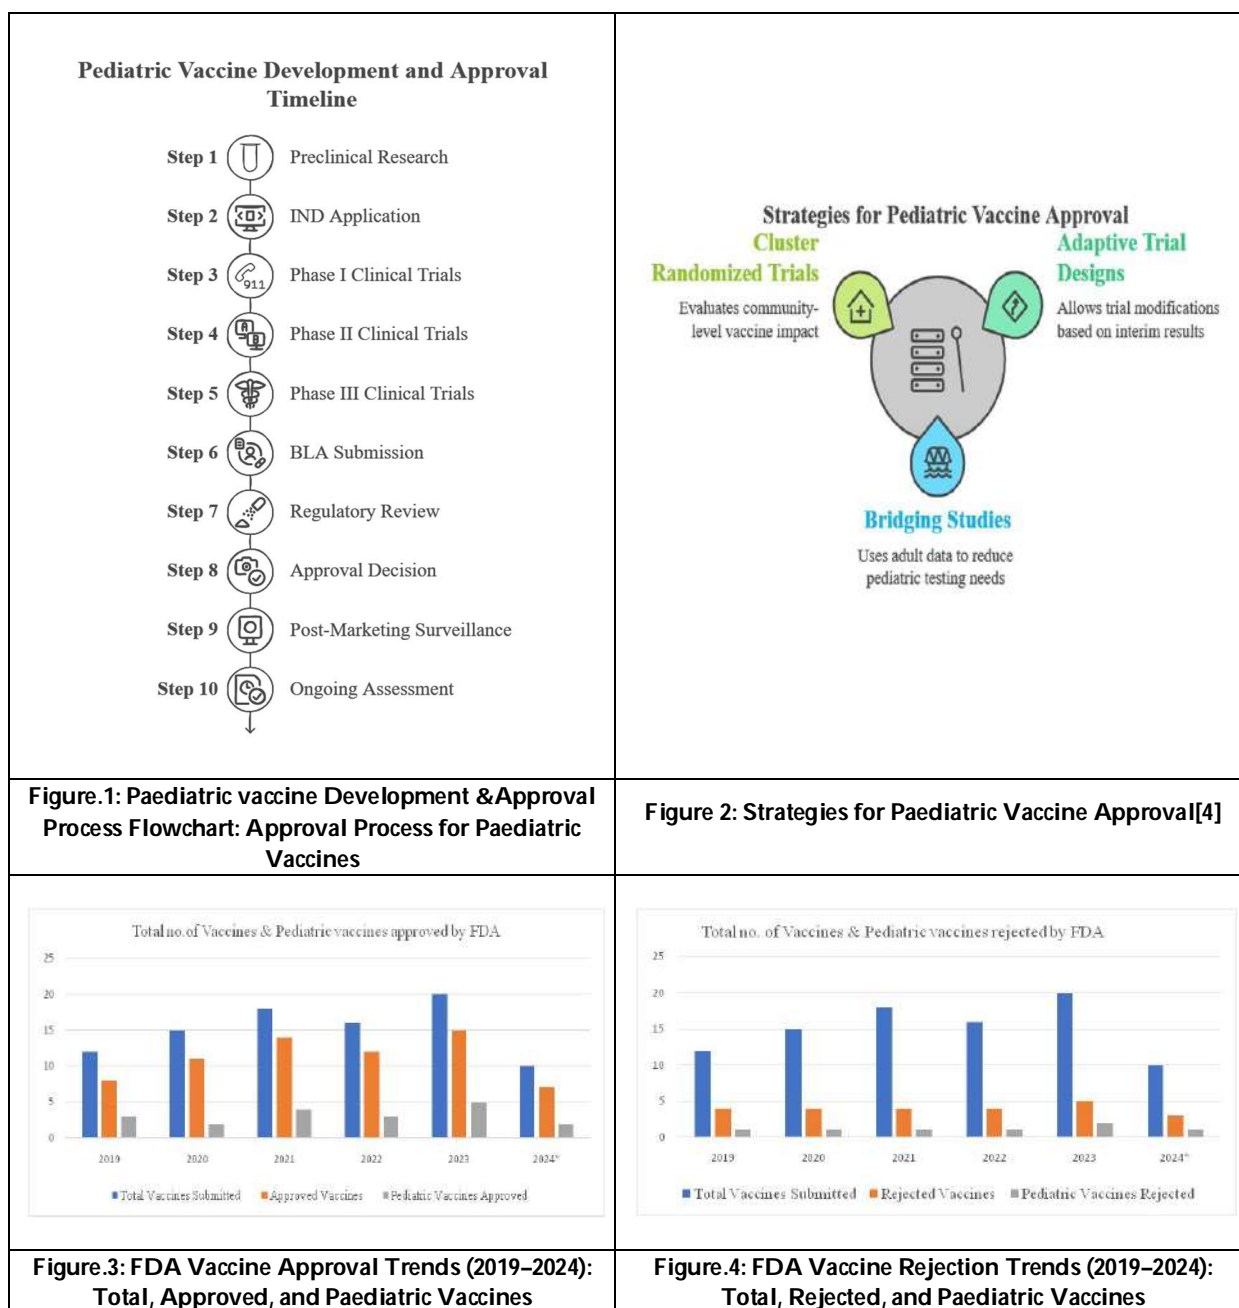 Pediatric Vaccine Development and Approval
Timeline
Step 1 Preclinical Research
Step 2 IND Application
Step 3 911 Phase I Clinical Trials
Step 4 A B Phase II Clinical Trials
Step 5 Phase III Clinical Trials
Step 6 BLA Submission
Step 7 Regulatory Review
Step 8 Approval Decision
Step 9 Post-Marketing Surveillance
Step 10 Ongoing Assessment
Strategies for Pediatric Vaccine Approval
Cluster
Randomized Trials
Evaluates community-
level vaccine impact
Adaptive Trial
Designs
Allows trial modifications
based on interim results
Bridging Studies
Uses adult data to reduce
pediatric testing needs
Figure.1: Paediatric vaccine Development &Approval
Process Flowchart: Approval Process for Paediatric
Vaccines
Figure 2: Strategies for Paediatric Vaccine Approval[4]
Total no.of Vaccines & Pediatric vaccines approved by FDA
25
20
15
10
5
0
2019 2020 2021 2022 2023 2024*
Total Vaccines Submitted Approved Vaccines Pediatric Vaccines Approved
Total no. of Vaccines & Pediatric vaccines rejected by FDA
25
20
15
10
5
0
2019 2020 2021 2022 2023 2024*
Total Vaccines Submitted Rejected Vaccines Pediatric Vaccines Rejected
Figure.3: FDA Vaccine Approval Trends (2019–2024):
Total, Approved, and Paediatric Vaccines
Figure.4: FDA Vaccine Rejection Trends (2019–2024):
Total, Rejected, and Paediatric Vaccines